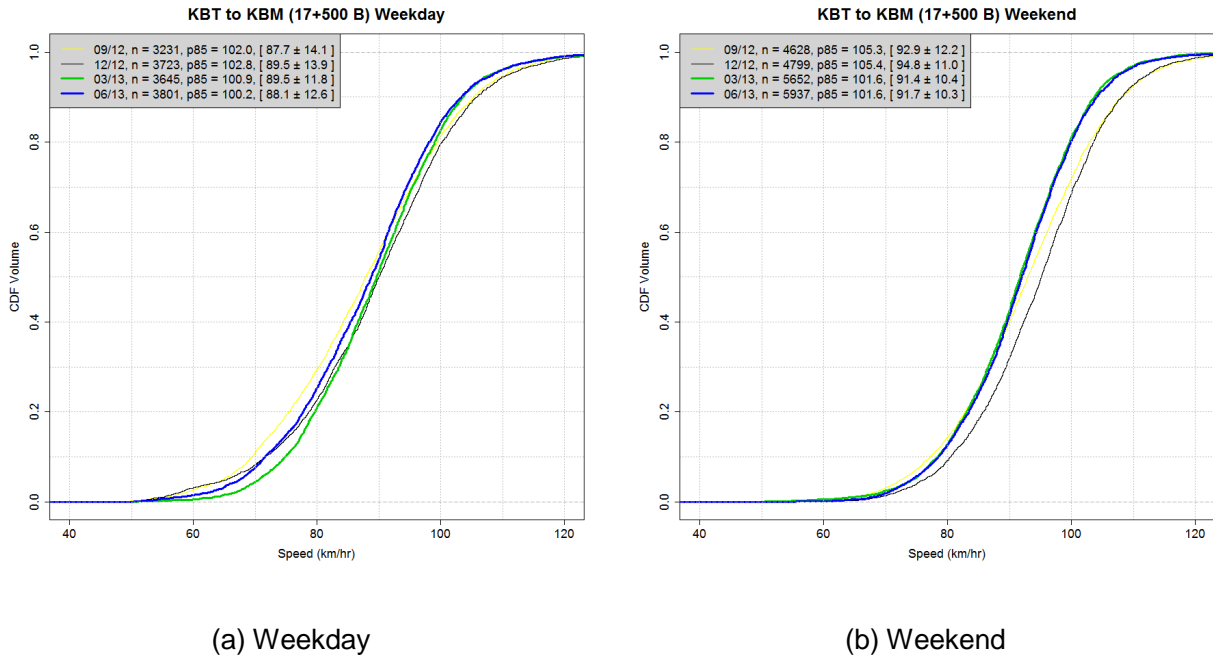 KBT to KBM (17+500 B) Weekday
09/12, n = 3231, p85 = 102.0, [ 87.7 ± 14.1 ]
12/12, n = 3723, p85 = 102.8, [ 89.5 ± 13.9 ]
03/13, n = 3645, p85 = 100.9, [ 89.5 ± 11.8 ]
06/13, n = 3801, p85 = 100.2, [ 88.1 ± 12.6 ]
CDF Volume
1.0
0.8
0.6
0.4
0.2
0.0
40 60 80 100 120
Speed (km/hr)
(a) Weekday
KBT to KBM (17+500 B) Weekend
09/12, n = 4628, p85 = 105.3, [ 92.9 ± 12.2 ]
12/12, n = 4799, p85 = 105.4, [ 94.8 ± 11.0 ]
03/13, n = 5652, p85 = 101.6, [ 91.4 ± 10.4 ]
06/13, n = 5937, p85 = 101.6, [ 91.7 ± 10.3 ]
CDF Volume
1.0
0.8
0.6
0.4
0.2
0.0
40 60 80 100 120
Speed (km/hr)
(b) Weekend